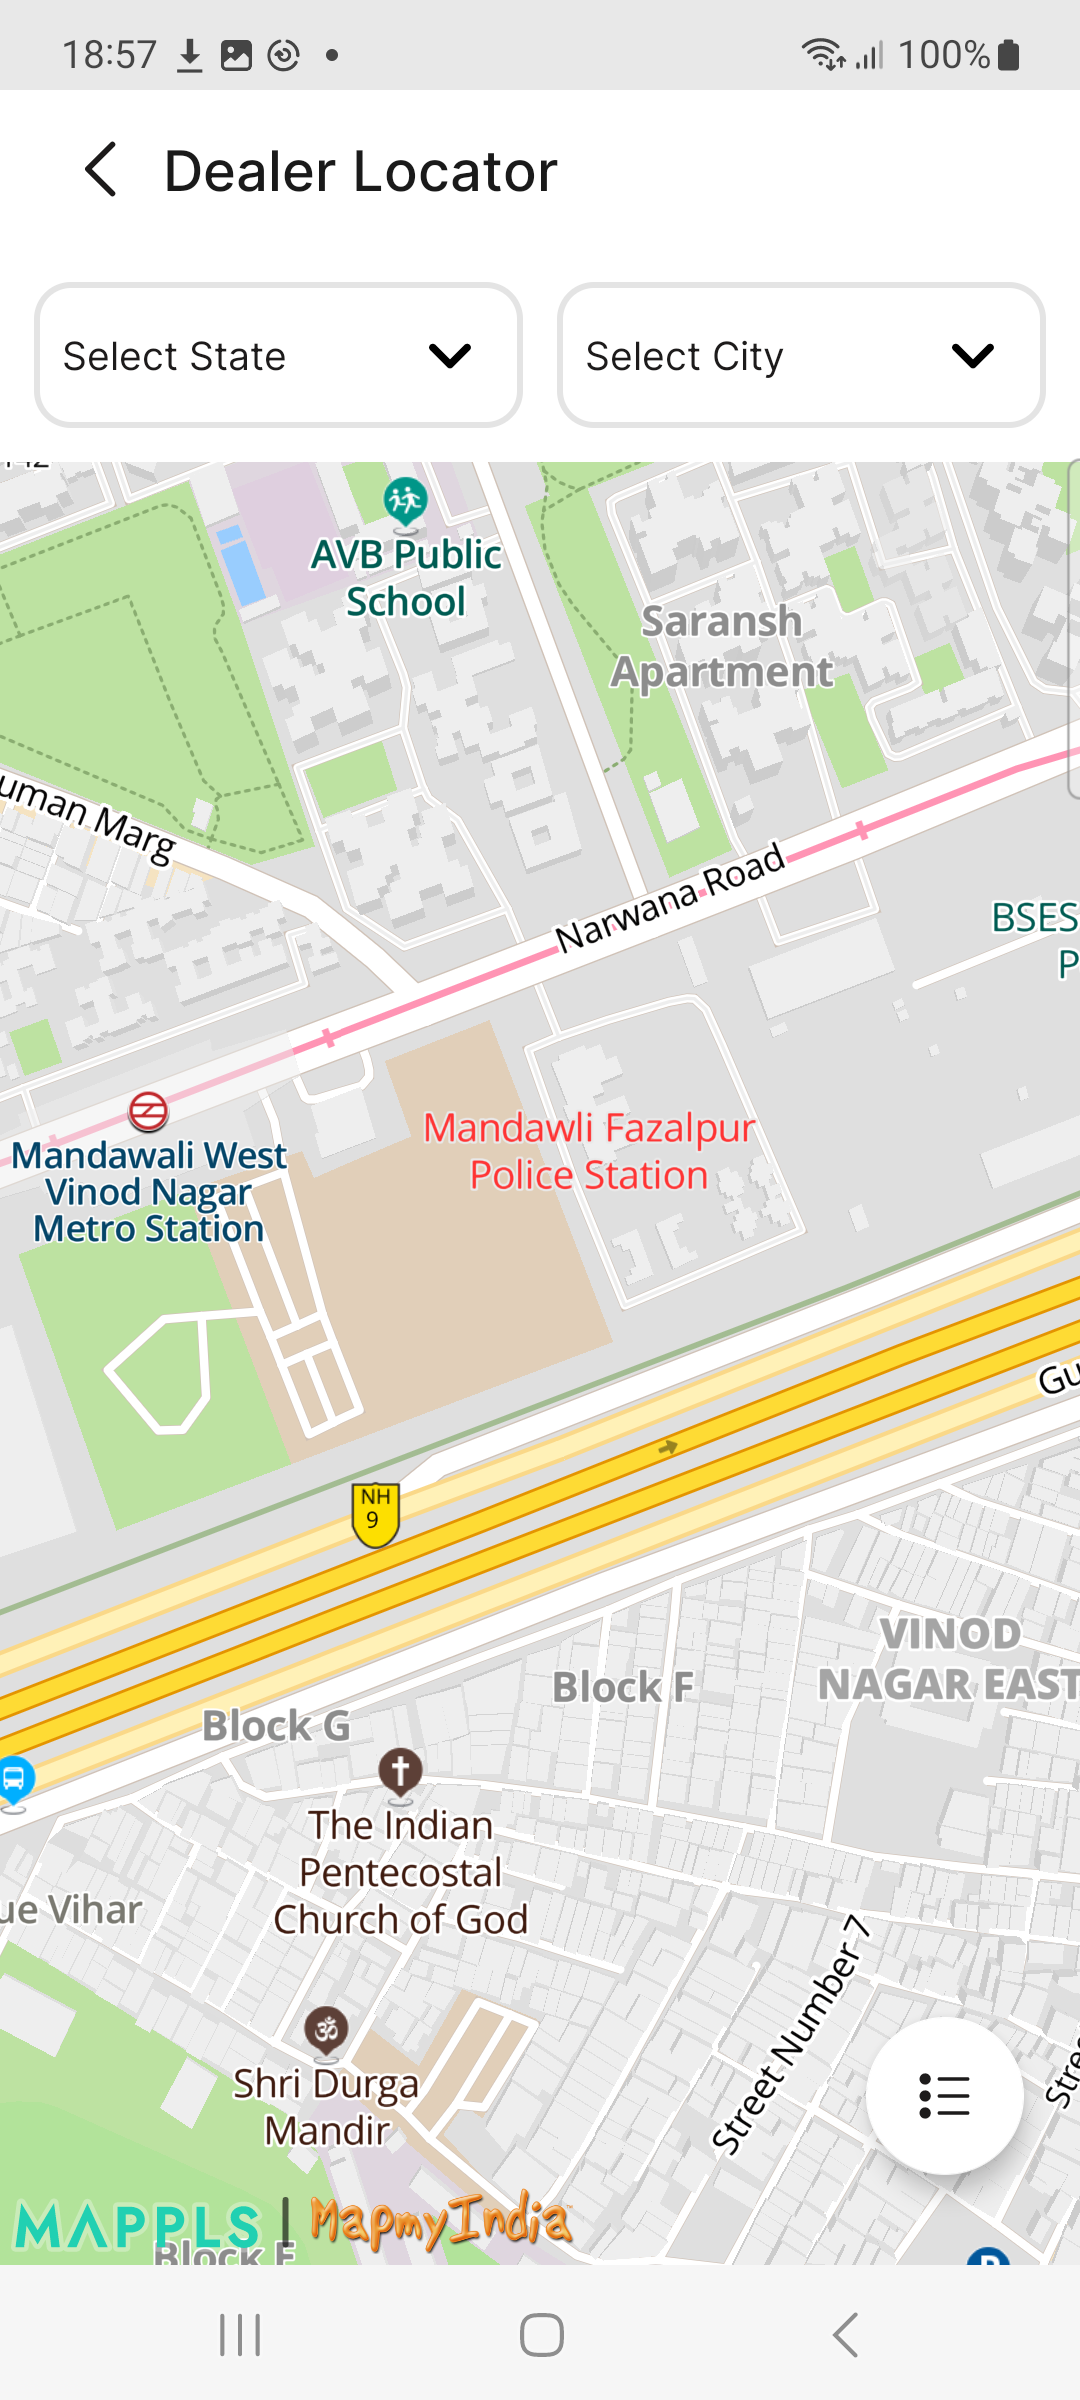 18:57
100%
Dealer Locator
Select State
Select City
AVB Public
School
Saransh
Apartment
uman Marg
Narwana Road
BSES
P
Mandawli Fazalpur
Police Station
Mandawali West
Vinod Nagar
Metro Station
Gu
NH
9
VINOD
NAGAR EAST
Block F
Block G
The Indian
Pentecostal
Church of God
ue Vihar
Street Number 7
Stre
Shri Durga
Mandir
MAPPLS | MapmyIndia
Block E